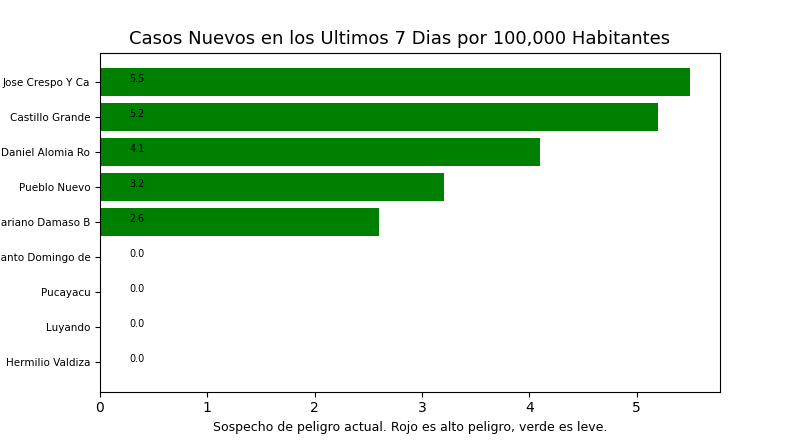 Casos Nuevos en los Ultimos 7 Dias por 100,000 Habitantes
Jose Crespo Y Ca 5.5
Castillo Grande 5.2
Daniel Alomia Ro 4.1
Pueblo Nuevo 3.2
ariano Damaso B 2.6
anto Domingo de 0.0
Pucayacu 0.0
Luyando 0.0
Hermilio Valdiza 0.0
0 1 2 3 4 5
Sospecho de peligro actual. Rojo es alto peligro, verde es leve.